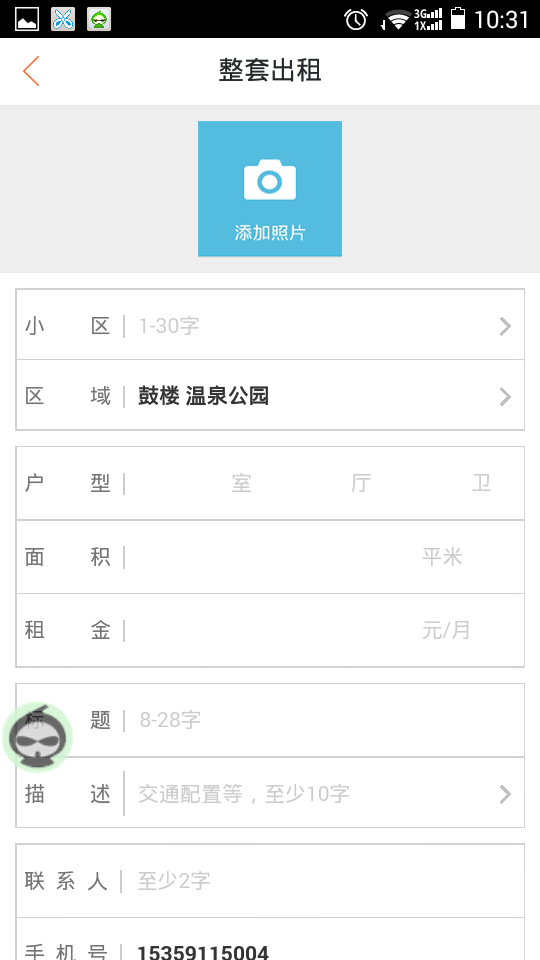 3G
1X
10:31
整套出租
添加照片
小区 1-30字
区域 鼓楼 温泉公园
户型 室 厅 卫
面积 平米
租金 元/月
标题 8-28字
描述 交通配置等，至少10字
联系人 至少2字
手机号 15359115004